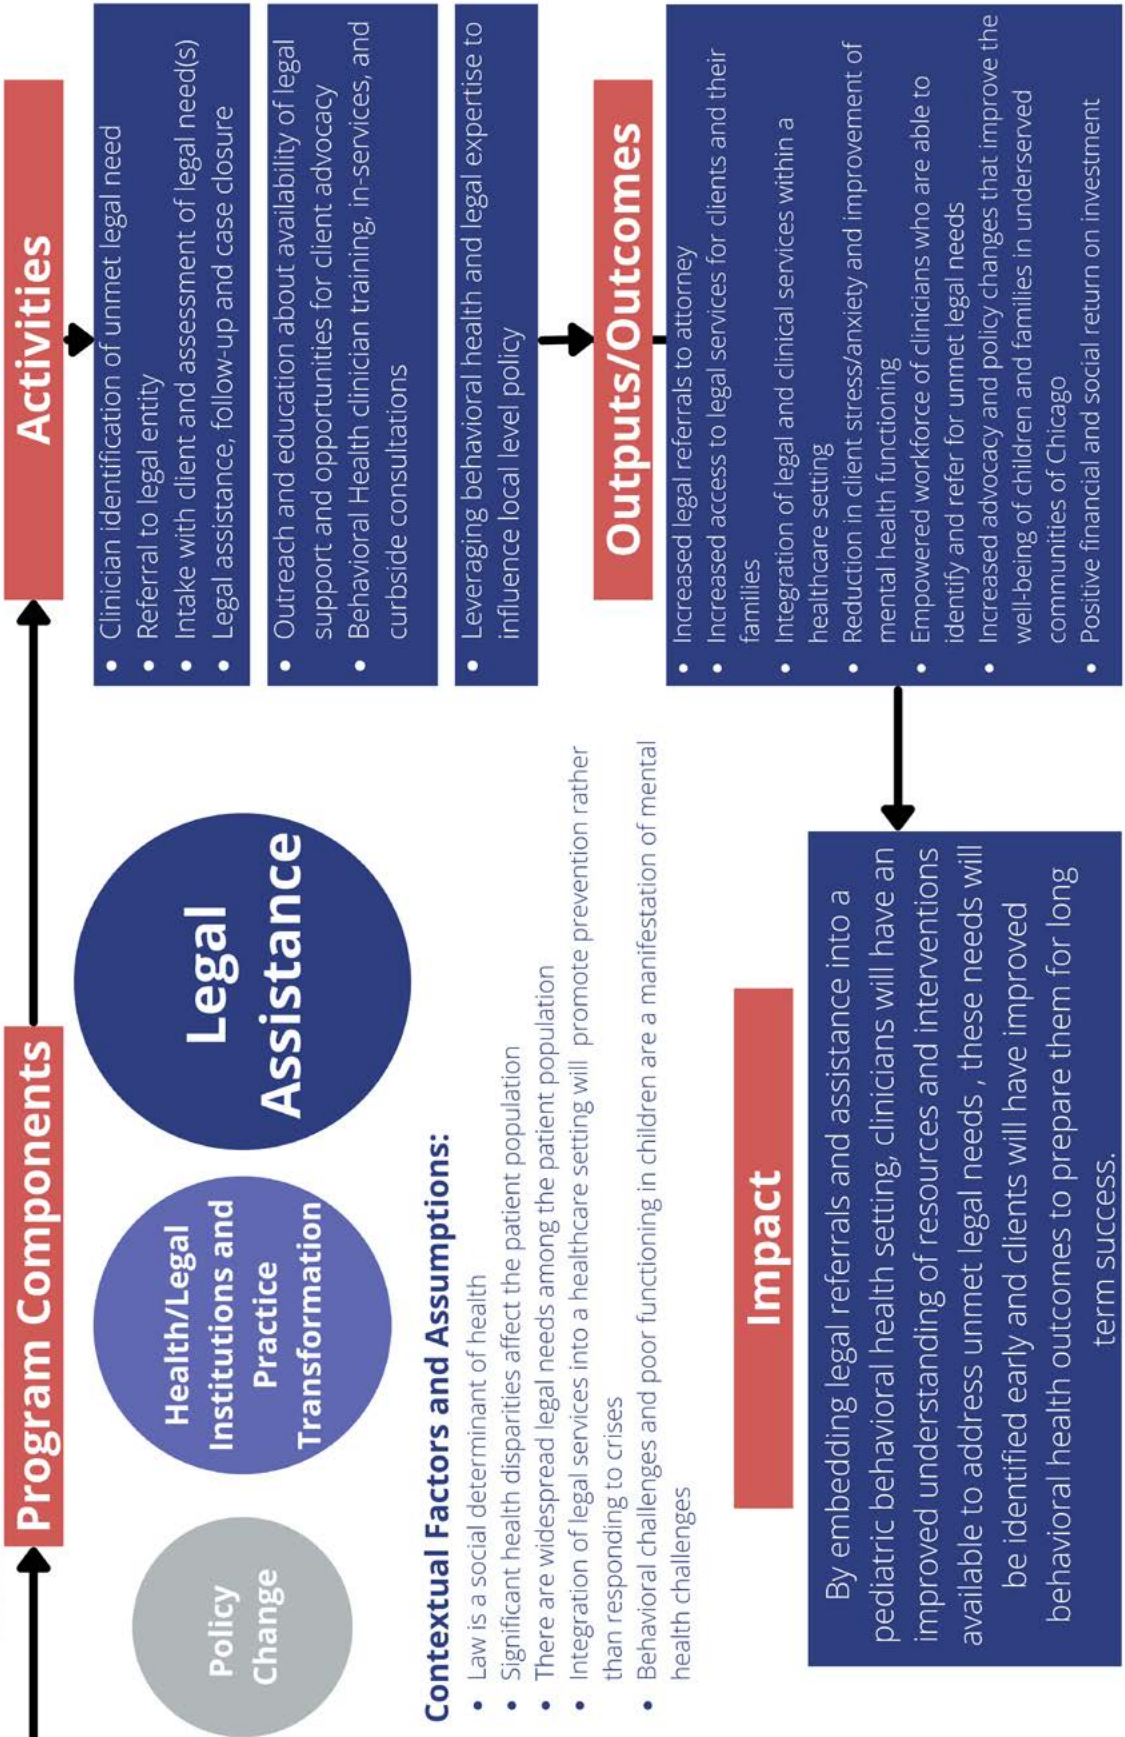 Program Components
Policy
Change
Health/Legal
Institutions and
Practice
Transformation
Legal
Assistance
Contextual Factors and Assumptions:
• Law is a social determinant of health
• Significant health disparities affect the patient population
• There are widespread legal needs among the patient population
• Integration of legal services into a healthcare setting will promote prevention rather
than responding to crises
• Behavioral challenges and poor functioning in children are a manifestation of mental
health challenges
Activities
• Clinician identification of unmet legal need
• Referral to legal entity
• Intake with client and assessment of legal need(s)
• Legal assistance, follow-up and case closure
• Outreach and education about availability of legal
support and opportunities for client advocacy
• Behavioral Health clinician training, in-services, and
curbside consultations
• Leveraging behavioral health and legal expertise to
influence local level policy
Outputs/Outcomes
• Increased legal referrals to attorney
• Increased access to legal services for clients and their
families
• Integration of legal and clinical services within a
healthcare setting
• Reduction in client stress/anxiety and improvement of
mental health functioning
• Empowered workforce of clinicians who are able to
identify and refer for unmet legal needs
• Increased advocacy and policy changes that improve the
well-being of children and families in underserved
communities of Chicago
• Positive financial and social return on investment
Impact
By embedding legal referrals and assistance into a
pediatric behavioral health setting, clinicians will have an
improved understanding of resources and interventions
available to address unmet legal needs , these needs will
be identified early and clients will have improved
behavioral health outcomes to prepare them for long
term success.